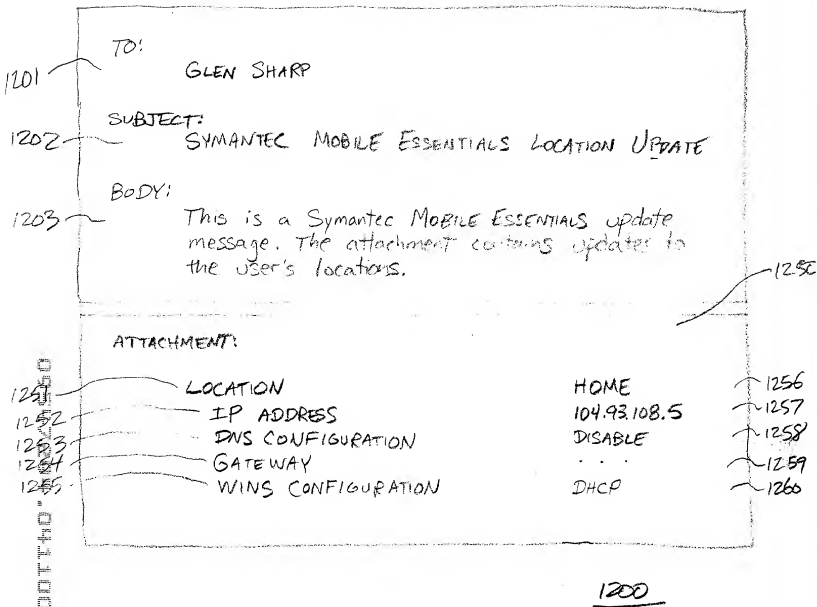 TO:
1201 GLEN SHARP
SUBJECT:
1202 SYMANTEC MOBILE ESSENTIALS LOCATION UPDATE
BODY:
1203 This is a Symantec MOBILE ESSENTIALS update
message. The attachment contains updates to
the user's locations.
1250
ATTACHMENT:
1251 LOCATION HOME 1256
1252 IP ADDRESS 104.93.108.5 1257
1253 DNS CONFIGURATION DISABLE 1258
1254 GATEWAY . . . 1259
1255 WINS CONFIGURATION DHCP 1260
1200